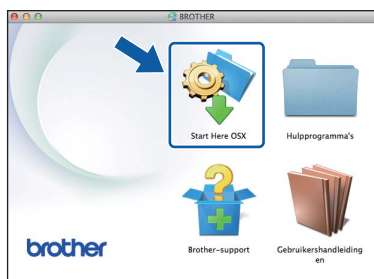 BROTHER
Start Here OSX
Hulpprogramma's
Brother-support
Gebruikershandleiding
en
brother